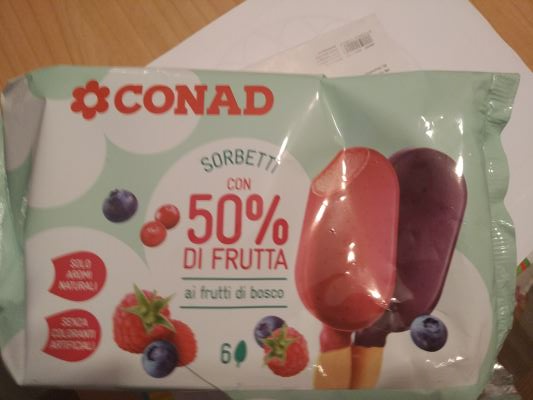 CONAD
SORBETTI
CON
50%
DI FRUTTA
ai frutti di bosco
SOLO
AROMI
NATURALI
SENZA
COLORANTI
ARTIFICIALI
6